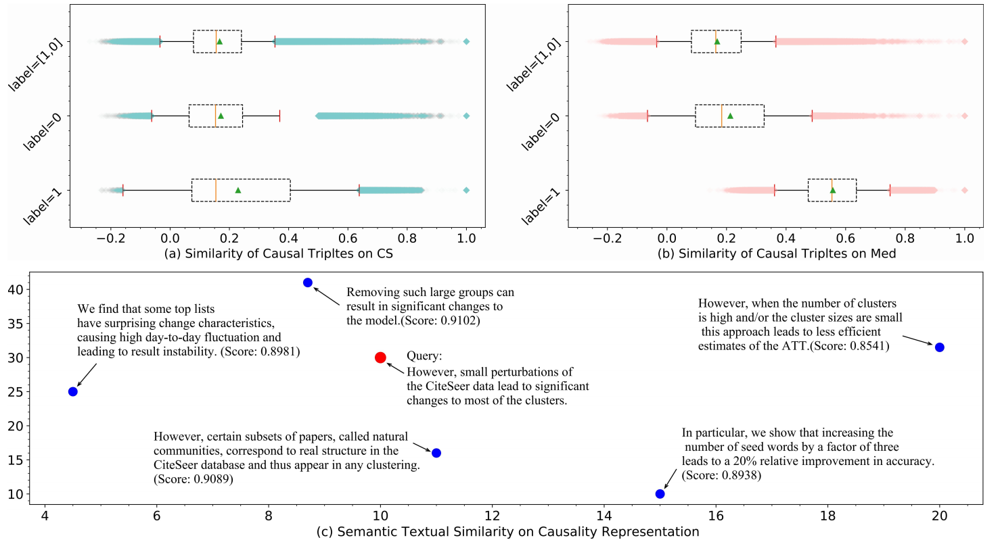 label=[1,0]
label=0
label=1
−0.2 0.0 0.2 0.4 0.6 0.8 1.0
(a) Similarity of Causal Tripltes on CS
label=[1,0]
label=0
label=1
−0.2 0.0 0.2 0.4 0.6 0.8 1.0
(b) Similarity of Causal Tripltes on Med
40
35
30
25
20
15
10
We find that some top lists
have surprising change characteristics,
causing high day-to-day fluctuation and
leading to result instability. (Score: 0.8981)
Removing such large groups can
result in significant changes to
the model.(Score: 0.9102)
However, when the number of clusters
is high and/or the cluster sizes are small
this approach leads to less efficient
estimates of the ATT.(Score: 0.8541)
Query:
However, small perturbations of
the CiteSeer data lead to significant
changes to most of the clusters.
However, certain subsets of papers, called natural
communities, correspond to real structure in the
CiteSeer database and thus appear in any clustering.
(Score: 0.9089)
In particular, we show that increasing the
number of seed words by a factor of three
leads to a 20% relative improvement in accuracy.
(Score: 0.8938)
4 6 8 10 12 14 16 18 20
(c) Semantic Textual Similarity on Causality Representation